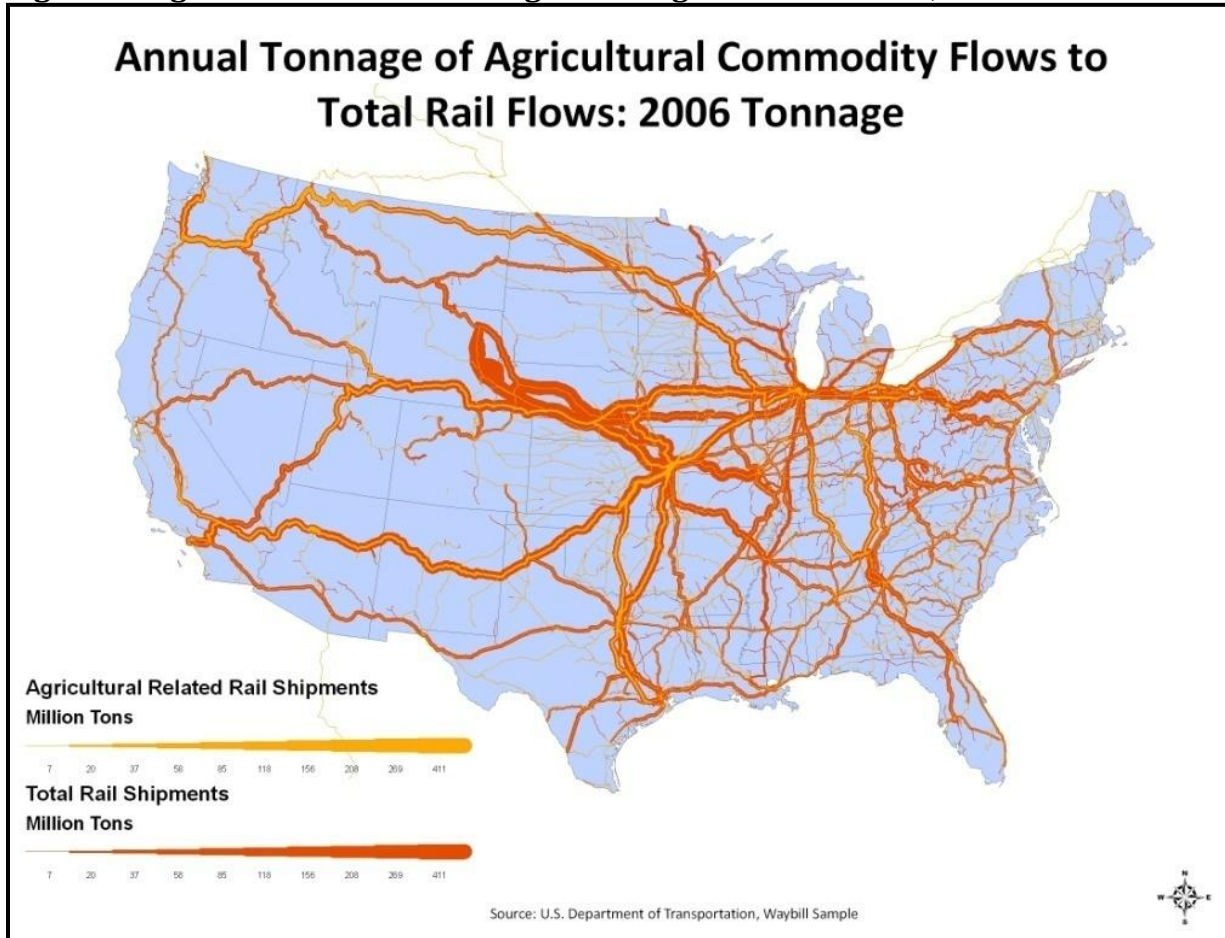 Annual Tonnage of Agricultural Commodity Flows to
Total Rail Flows: 2006 Tonnage
Agricultural Related Rail Shipments
Million Tons
7 20 37 58 85 118 156 208 269 411
Total Rail Shipments
Million Tons
7 20 37 58 85 118 156 208 269 411
Source: U.S. Department of Transportation, Waybill Sample
N
W E
S